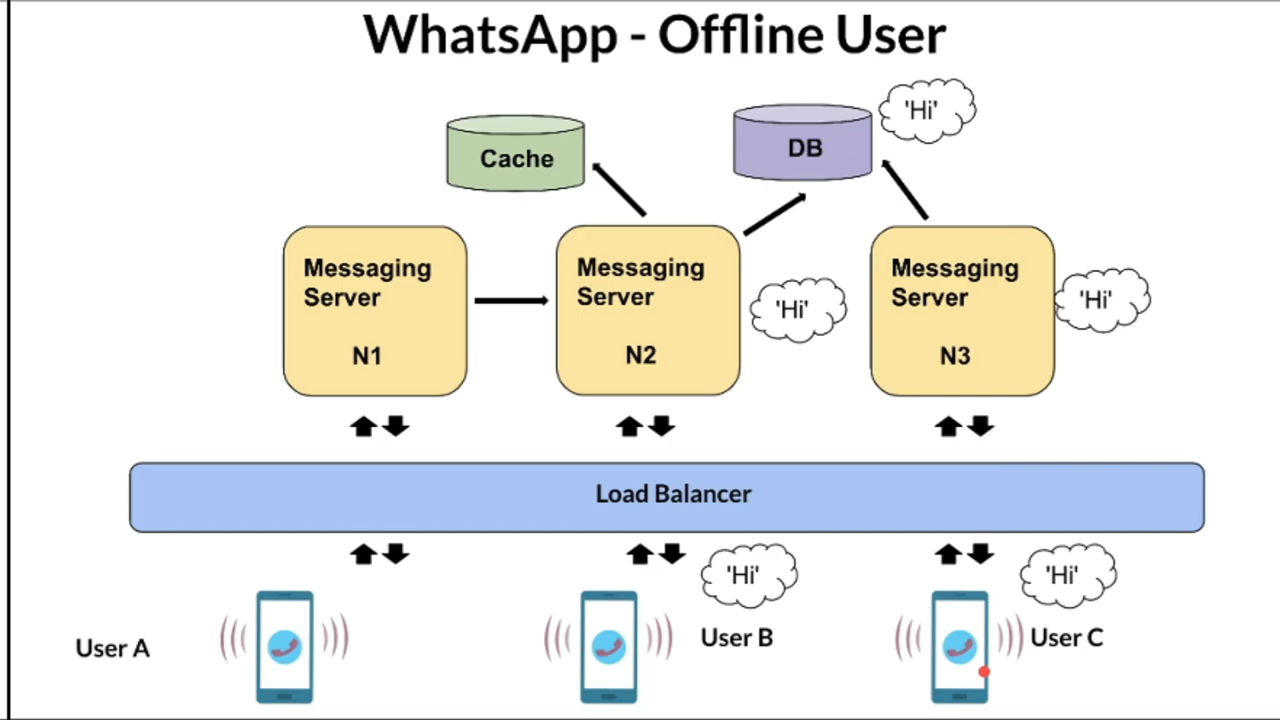 WhatsApp - Offline User
'Hi'
Cache
DB
Messaging
Server
N1
Messaging
Server
N2
'Hi'
Messaging
Server
N3
'Hi'
Load Balancer
'Hi'
'Hi'
User A
User B
User C